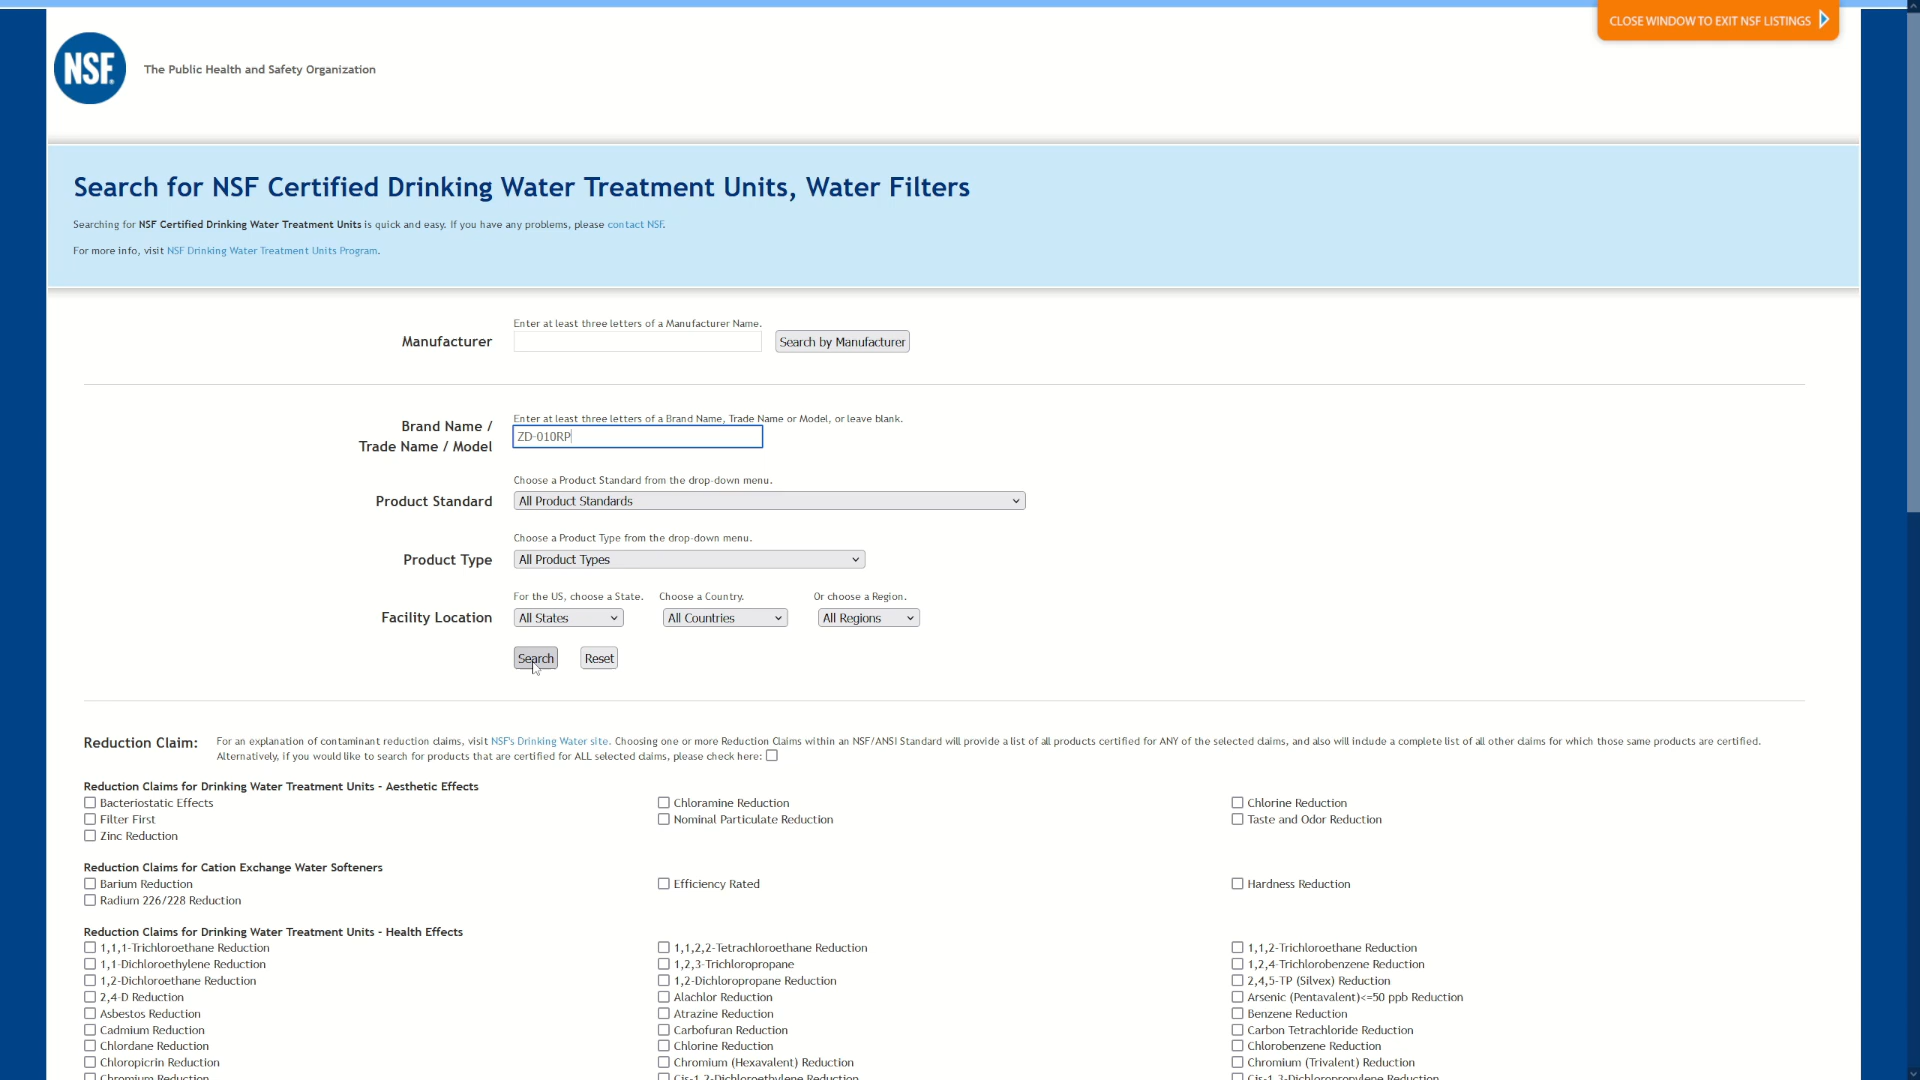 CLOSE WINDOW TO EXIT NSF LISTINGS
NSF.
The Public Health and Safety Organization
Search for NSF Certified Drinking Water Treatment Units, Water Filters
Searching for NSF Certified Drinking Water Treatment Units is quick and easy. If you have any problems, please contact NSF.
For more info, visit NSF Drinking Water Treatment Units Program.
Enter at least three letters of a Manufacturer Name.
Manufacturer
Search by Manufacturer
Enter at least three letters of a Brand Name, Trade Name or Model, or leave blank.
Brand Name /
Trade Name / Model
ZD-010RP
Choose a Product Standard from the drop-down menu.
Product Standard
All Product Standards
Choose a Product Type from the drop-down menu.
Product Type
All Product Types
For the US, choose a State. Choose a Country. Or choose a Region.
Facility Location
All States All Countries All Regions
Search Reset
Reduction Claim: For an explanation of contaminant reduction claims, visit NSF's Drinking Water site. Choosing one or more Reduction Claims within an NSF/ANSI Standard will provide a list of all products certified for ANY of the selected claims, and also will include a complete list of all other claims for which those same products are certified.
Alternatively, if you would like to search for products that are certified for ALL selected claims, please check here:
Reduction Claims for Drinking Water Treatment Units - Aesthetic Effects
Bacteriostatic Effects Chloramine Reduction Chlorine Reduction
Filter First Nominal Particulate Reduction Taste and Odor Reduction
Zinc Reduction
Reduction Claims for Cation Exchange Water Softeners
Barium Reduction Efficiency Rated Hardness Reduction
Radium 226/228 Reduction
Reduction Claims for Drinking Water Treatment Units - Health Effects
1,1,1-Trichloroethane Reduction 1,1,2,2-Tetrachloroethane Reduction 1,1,2-Trichloroethane Reduction
1,1-Dichloroethylene Reduction 1,2,3-Trichloropropane 1,2,4-Trichlorobenzene Reduction
1,2-Dichloroethane Reduction 1,2-Dichloropropane Reduction 2,4,5-TP (Silvex) Reduction
2,4-D Reduction Alachlor Reduction Arsenic (Pentavalent)<=50 ppb Reduction
Asbestos Reduction Atrazine Reduction Benzene Reduction
Cadmium Reduction Carbofuran Reduction Carbon Tetrachloride Reduction
Chlordane Reduction Chlorine Reduction Chlorobenzene Reduction
Chloropicrin Reduction Chromium (Hexavalent) Reduction Chromium (Trivalent) Reduction
Chromium Reduction Cis-1,2-Dichloroethylene Reduction Cis-1,3-Dichloropropylene Reduction